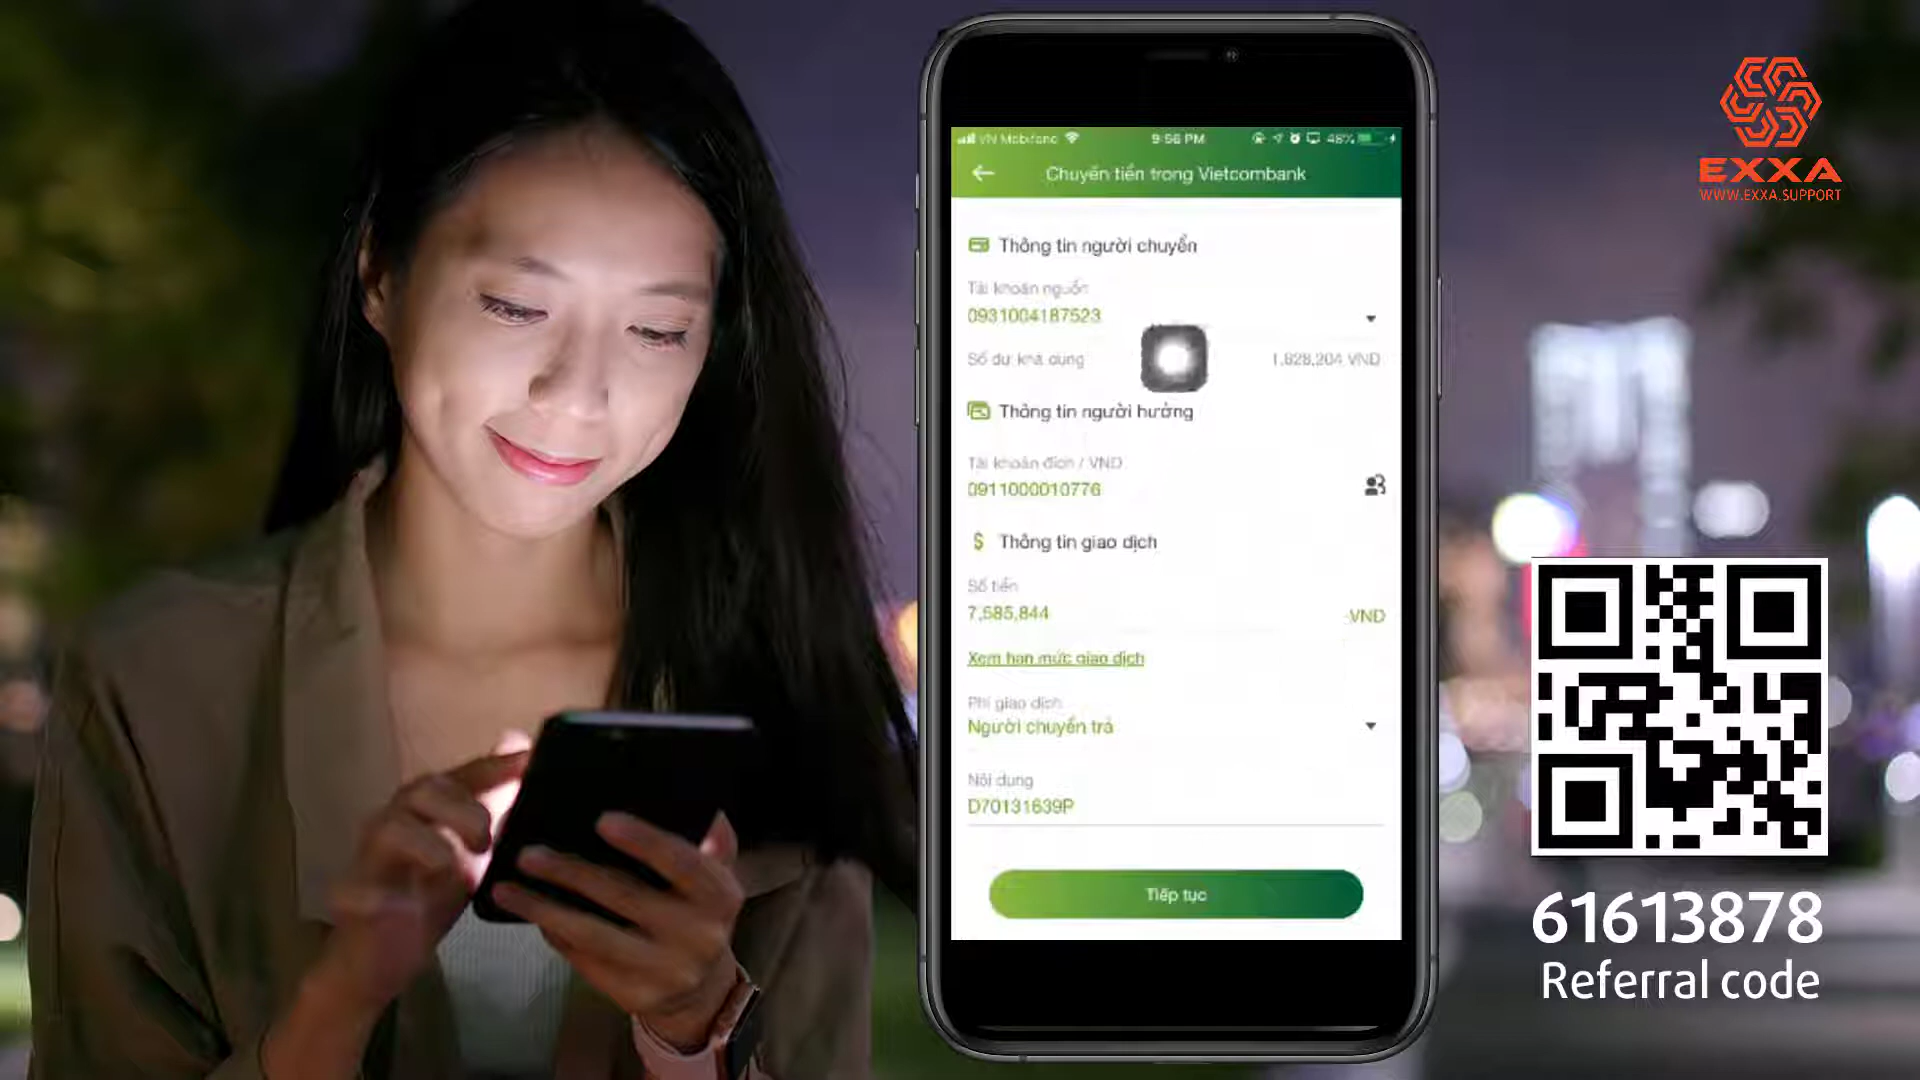 VN Mobifone
9:56 PM
48%
Chuyển tiền trong Vietcombank
Thông tin người chuyển
Tài khoản nguồn
0931004187523
Số dư khả dụng
1,828,204 VND
Thông tin người hưởng
Tài khoản đích / VND
0911000010776
$ Thông tin giao dịch
Số tiền
7,585,844
VND
Xem hạn mức giao dịch
Phí giao dịch
Người chuyển trả
Nội dung
D70131639P
Tiếp tục
EXXA
WWW.EXXA.SUPPORT
61613878
Referral code